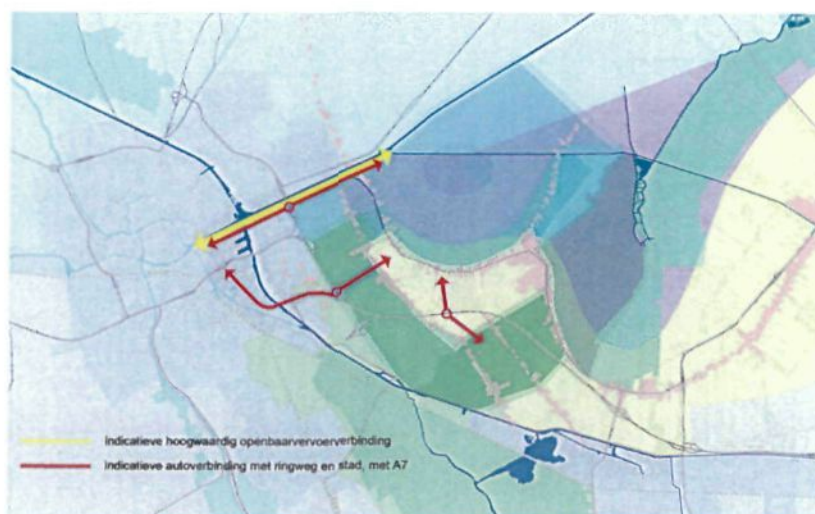 indicatieve hoogwaardig openbaarvervoerverbinding
indicatieve autoverbinding met ringweg en stad, met A7